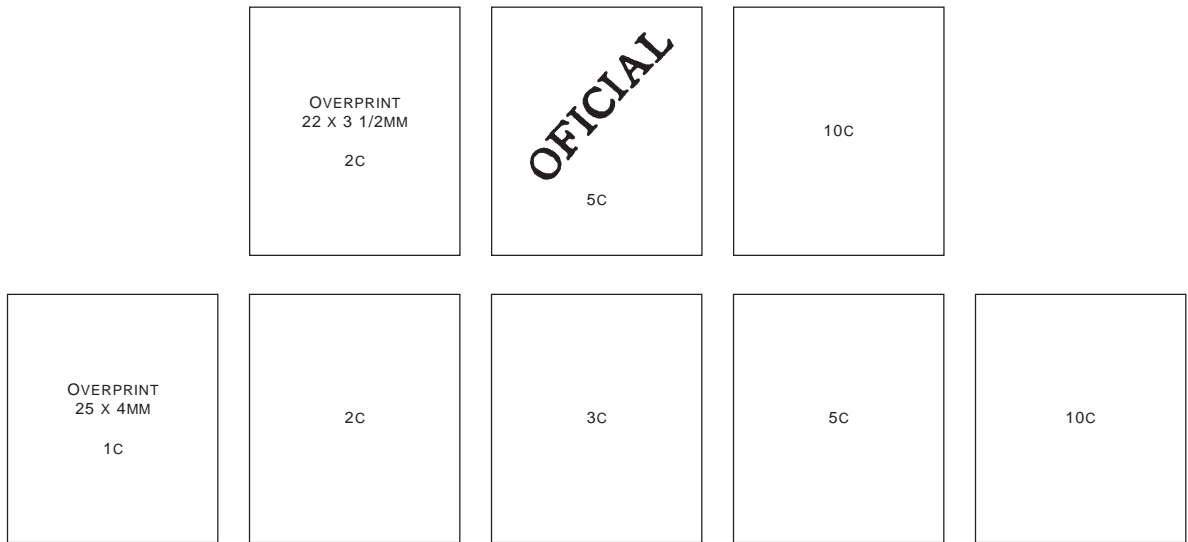 OVERPRINT
22 X 3 1/2MM
2C
OFICIAL
5C
10C
OVERPRINT
25 X 4MM
1C
2C
3C
5C
10C